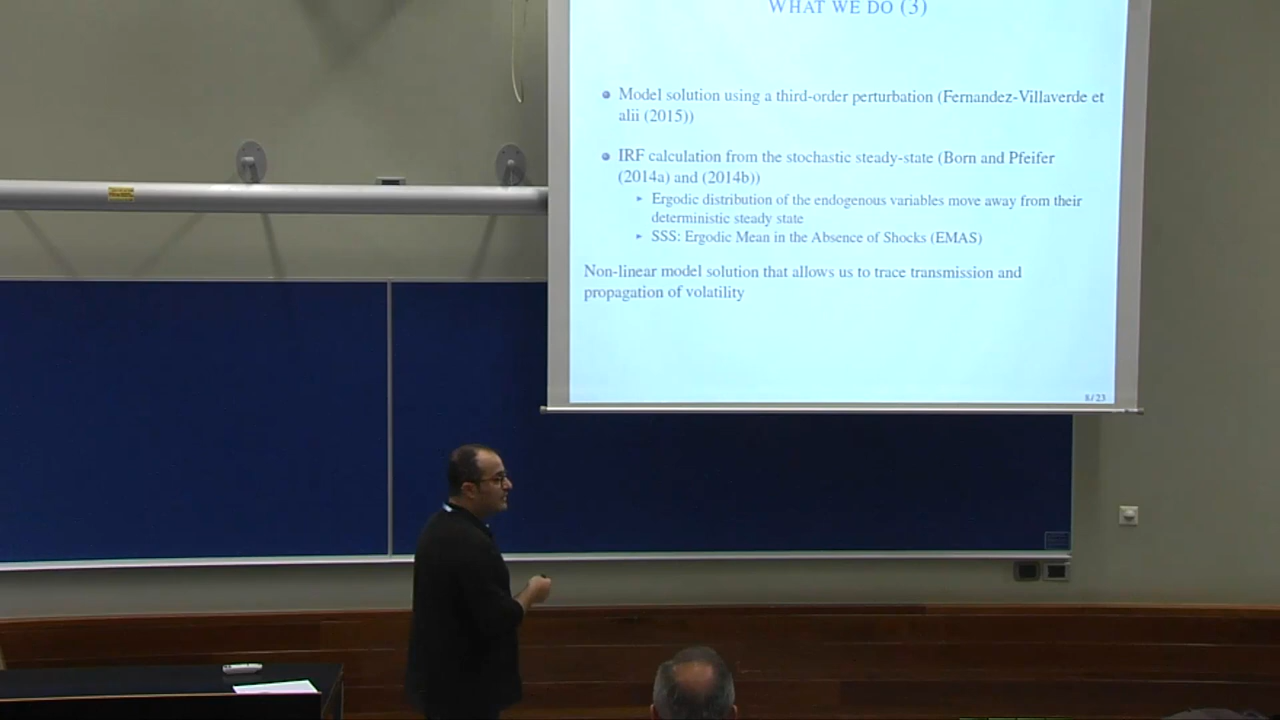 WHAT WE DO (3)
Model solution using a third-order perturbation (Fernandez-Villaverde et
alii (2015))
IRF calculation from the stochastic steady-state (Born and Pfeifer
(2014a) and (2014b))
Ergodic distribution of the endogenous variables move away from their
deterministic steady state
SSS: Ergodic Mean in the Absence of Shocks (EMAS)
Non-linear model solution that allows us to trace transmission and
propagation of volatility
8/23